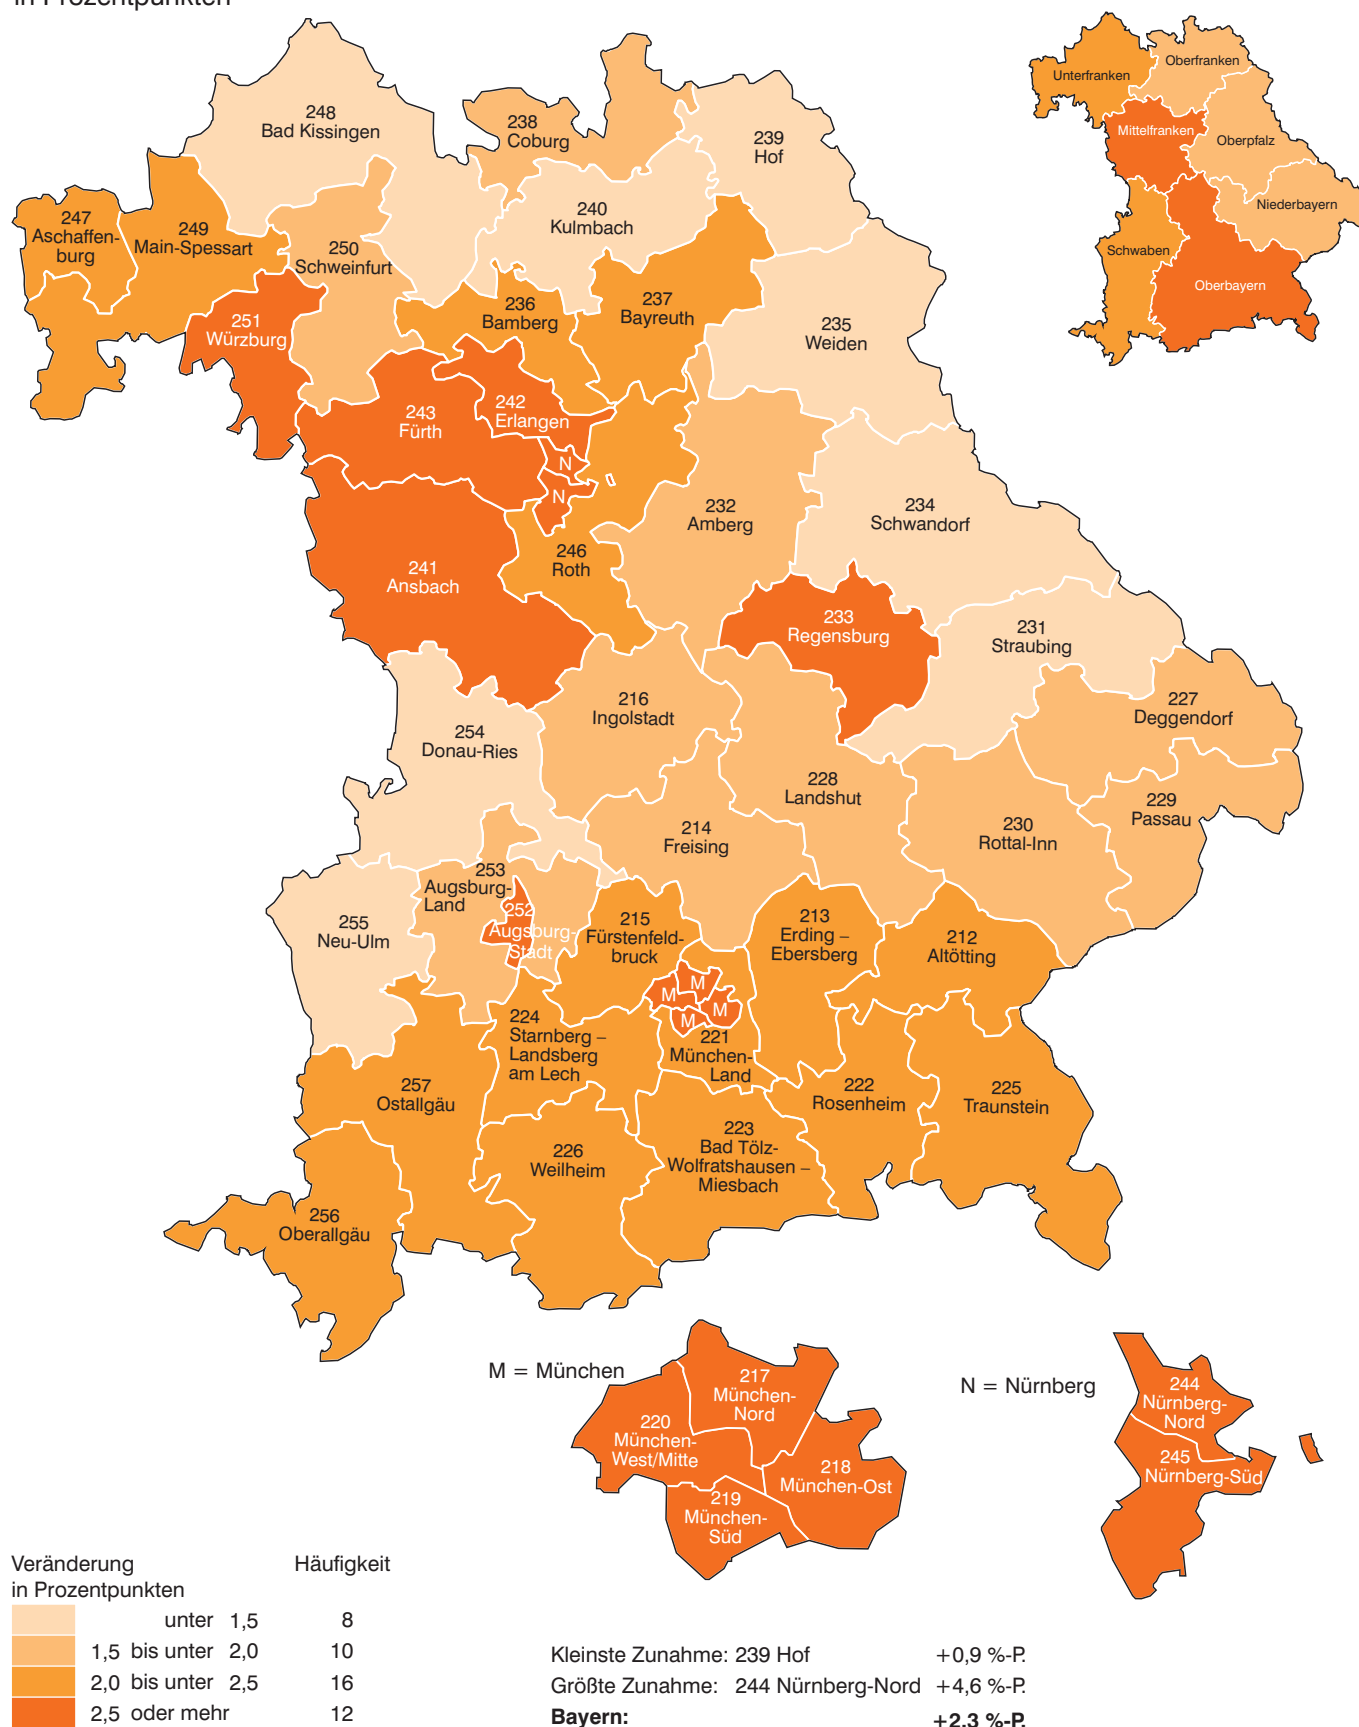 in Prozentpunkten
248
Bad Kissingen
238
Coburg
239
Hof
Unterfranken
Oberfranken
Mittelfranken
Oberpfalz
Niederbayern
Schwaben
Oberbayern
247
Aschaffen-
burg
249
Main-Spessart
250
Schweinfurt
240
Kulmbach
251
Würzburg
236
Bamberg
237
Bayreuth
235
Weiden
243
Fürth
242
Erlangen
N
N
232
Amberg
234
Schwandorf
241
Ansbach
246
Roth
233
Regensburg
231
Straubing
216
Ingolstadt
227
Deggendorf
254
Donau-Ries
228
Landshut
229
Passau
214
Freising
230
Rottal-Inn
253
Augsburg-
Land
252
Augsburg-
Stadt
255
Neu-Ulm
215
Fürstenfeld-
bruck
213
Erding –
Ebersberg
212
Altötting
M
M
M
M
224
Starnberg –
Landsberg
am Lech
221
München-
Land
257
Ostallgäu
222
Rosenheim
225
Traunstein
226
Weilheim
223
Bad Tölz-
Wolfratshausen –
Miesbach
256
Oberallgäu
M = München
217
München-
Nord
220
München-
West/Mitte
218
München-Ost
219
München-
Süd
N = Nürnberg
244
Nürnberg-
Nord
245
Nürnberg-Süd
Veränderung Häufigkeit
in Prozentpunkten
unter 1,5 8
1,5 bis unter 2,0 10
2,0 bis unter 2,5 16
2,5 oder mehr 12
Kleinste Zunahme: 239 Hof +0,9 %-P.
Größte Zunahme: 244 Nürnberg-Nord +4,6 %-P.
Bayern: +2,3 %-P.